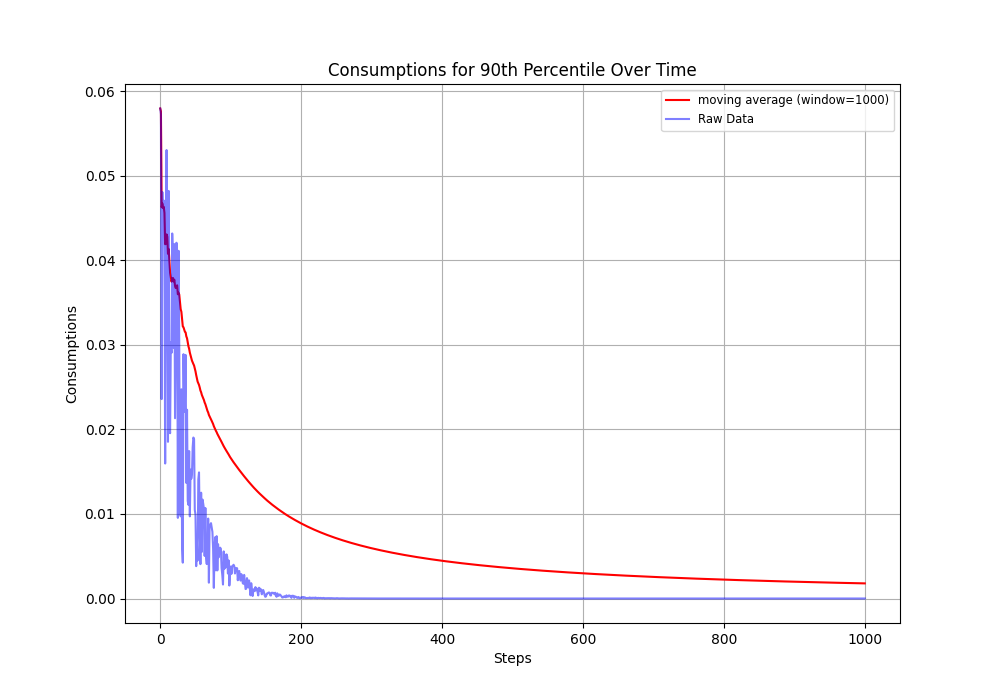 Consumptions for 90th Percentile Over Time
moving average (window=1000)
Raw Data
Consumptions
0.06
0.05
0.04
0.03
0.02
0.01
0.00
0
200
400
600
800
1000
Steps